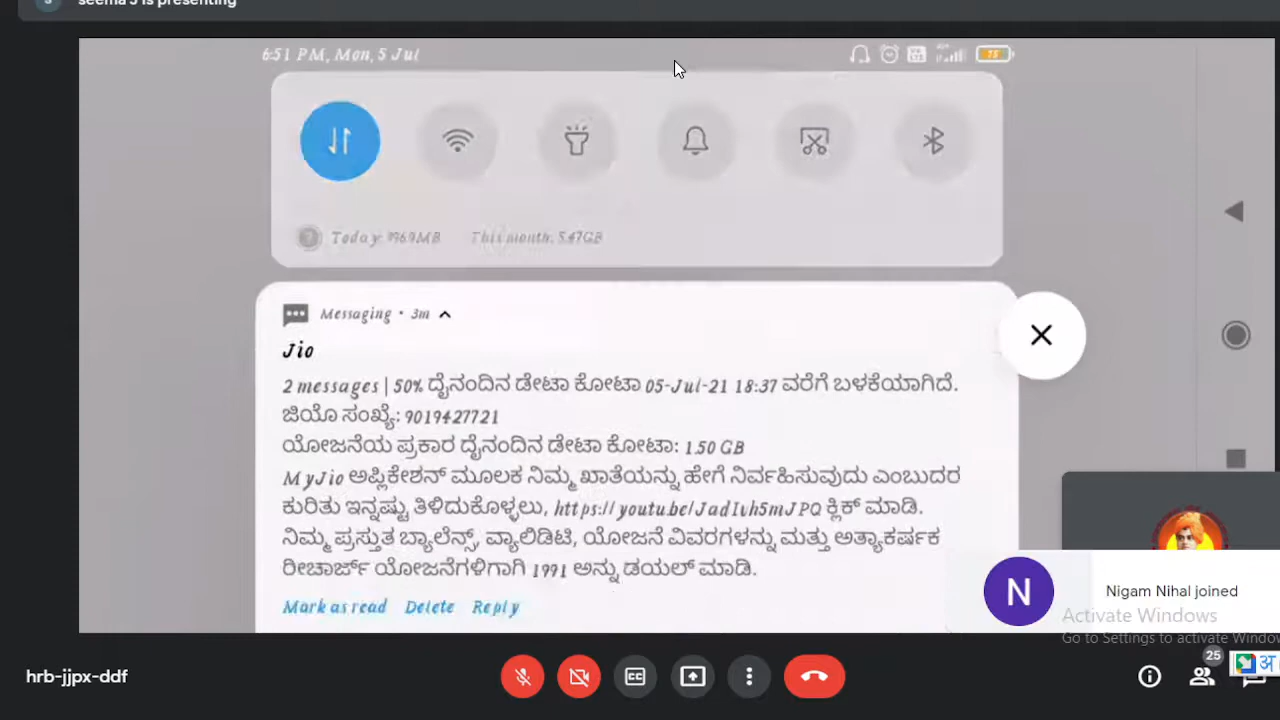 seema J is presenting
6:51 PM, Mon, 5 Jul
75
Today: 969MB This month: 5.47GB
Messaging • 3m
Jio
2 messages | 50% ದೈನಂದಿನ ಡೇಟಾ ಕೋಟಾ 05-Jul-21 18:37 ವರೆಗೆ ಬಳಕೆಯಾಗಿದೆ.
ಜಿಯೊ ಸಂಖ್ಯೆ: 9019427721
ಯೋಜನೆಯ ಪ್ರಕಾರ ದೈನಂದಿನ ಡೇಟಾ ಕೋಟಾ: 1.50 GB
MyJio ಅಪ್ಲಿಕೇಶನ್ ಮೂಲಕ ನಿಮ್ಮ ಖಾತೆಯನ್ನು ಹೇಗೆ ನಿರ್ವಹಿಸುವುದು ಎಂಬುದರ
ಕುರಿತು ಇನ್ನಷ್ಟು ತಿಳಿದುಕೊಳ್ಳಲು, https://youtu.be/JadIvh5mJPQ ಕ್ಲಿಕ್ ಮಾಡಿ.
ನಿಮ್ಮ ಪ್ರಸ್ತುತ ಬ್ಯಾಲೆನ್ಸ್, ವ್ಯಾಲಿಡಿಟಿ, ಯೋಜನೆ ವಿವರಗಳನ್ನು ಮತ್ತು ಅತ್ಯಾಕರ್ಷಕ
ರೀಚಾರ್ಜ್ ಯೋಜನೆಗಳಿಗಾಗಿ 1991 ಅನ್ನು ಡಯಲ್ ಮಾಡಿ.
Mark as read Delete Reply
N
Nigam Nihal joined
Activate Windows
Go to Settings to activate Window
hrb-jjpx-ddf
25
अ